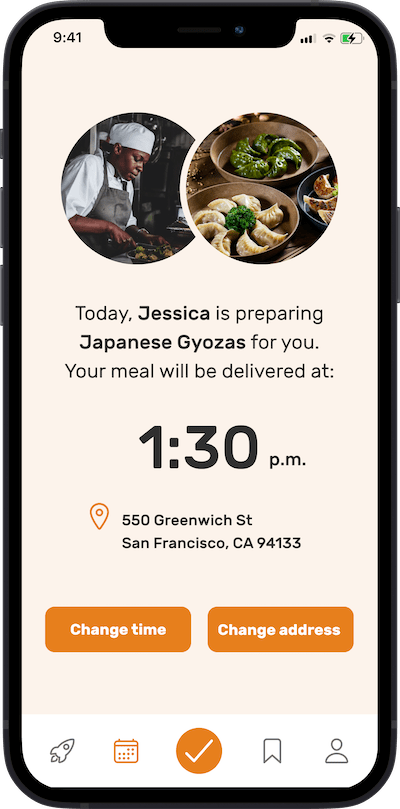 9:41
Today, Jessica is preparing
Japanese Gyozas for you.
Your meal will be delivered at:
1:30 p.m.
550 Greenwich St
San Francisco, CA 94133
Change time
Change address